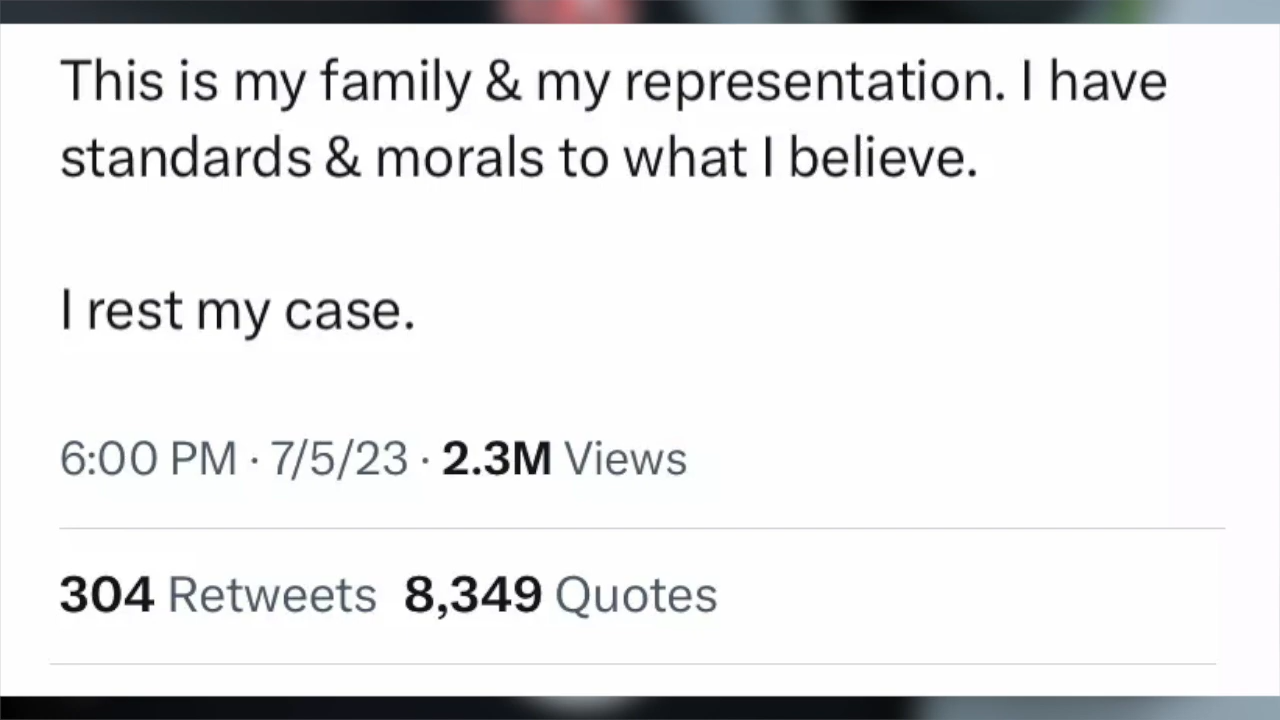 This is my family & my representation. I have
standards & morals to what I believe.
I rest my case.
6:00 PM · 7/5/23 · 2.3M Views
304 Retweets 8,349 Quotes